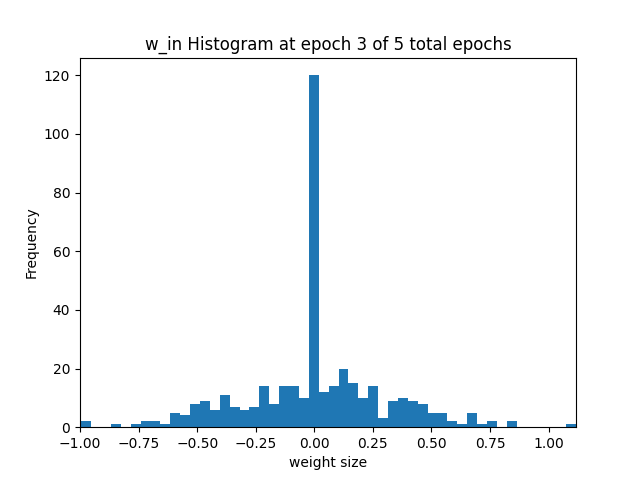 w_in Histogram at epoch 3 of 5 total epochs
120
100
80
60
40
20
0
Frequency
−1.00 −0.75 −0.50 −0.25 0.00 0.25 0.50 0.75 1.00
weight size